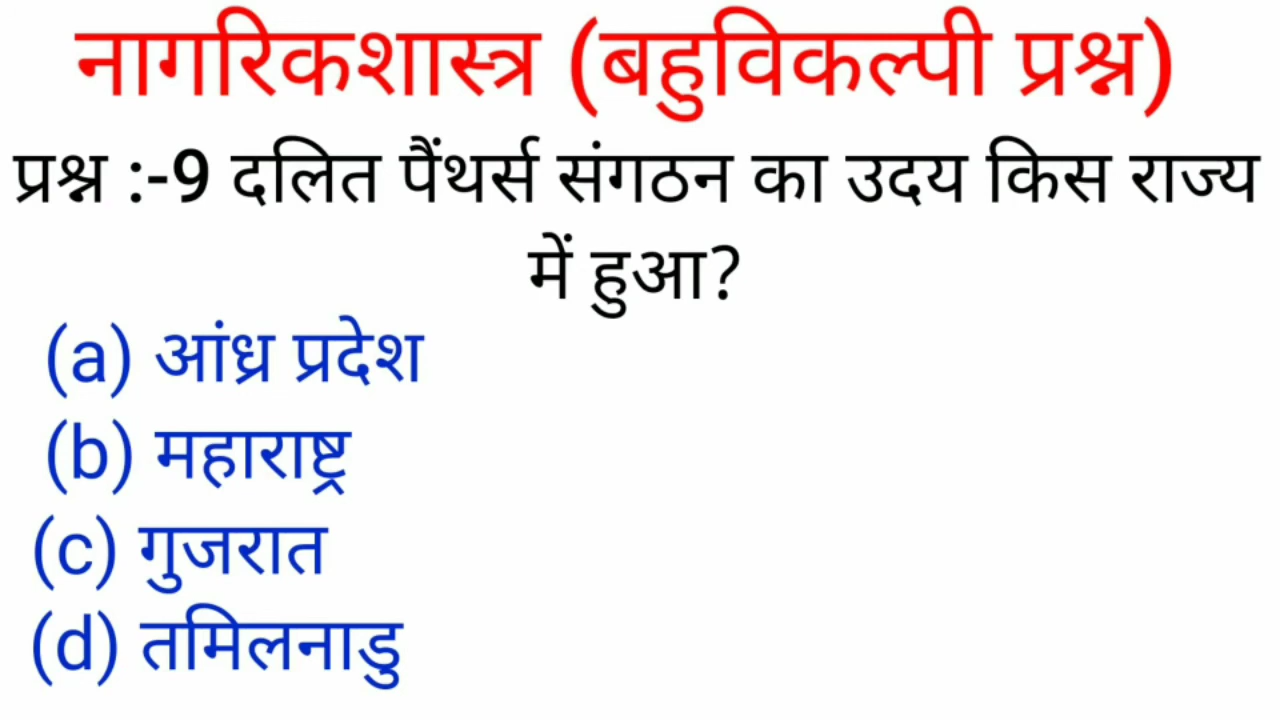 नागरिकशास्त्र (बहुविकल्पी प्रश्न)
प्रश्न :-9 दलित पैंथर्स संगठन का उदय किस राज्य
में हुआ?
(a) आंध्र प्रदेश
(b) महाराष्ट्र
(c) गुजरात
(d) तमिलनाडु